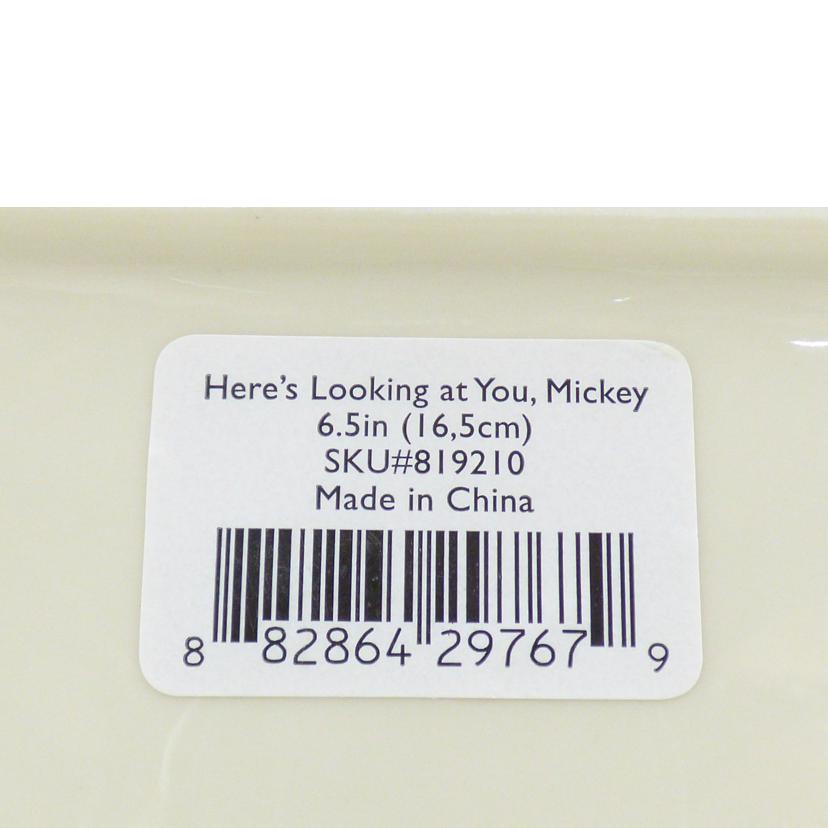 Here's Looking at You, Mickey
6.5in (16,5cm)
SKU#819210
Made in China
8 82864 29767 9